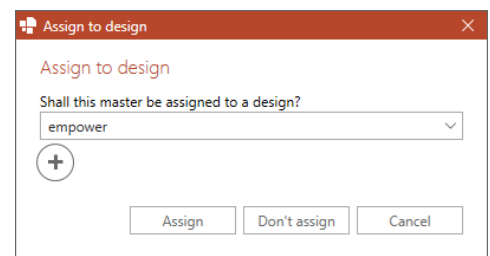 Assign to design
Assign to design
Shall this master be assigned to a design?
empower
Assign Don't assign Cancel